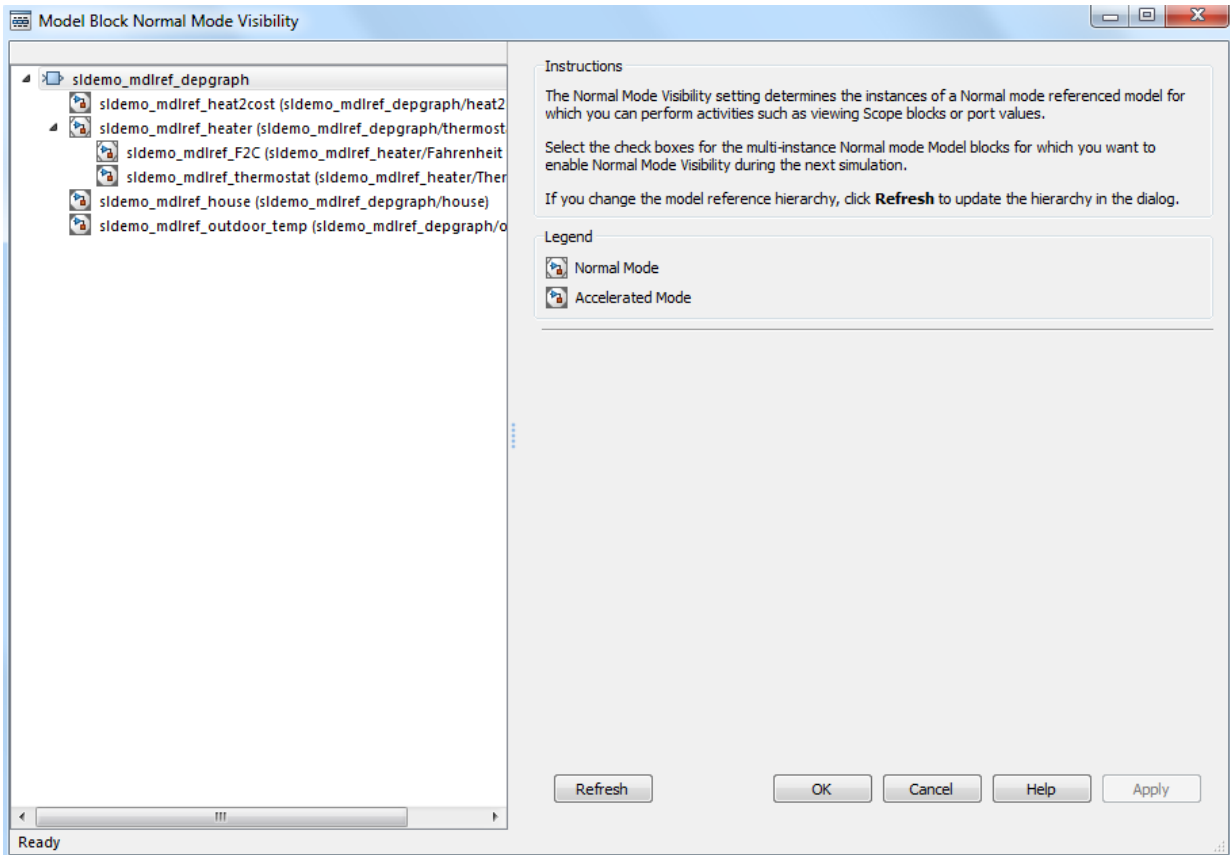 Model Block Normal Mode Visibility
sldemo_mdlref_depgraph
sldemo_mdlref_heat2cost (sldemo_mdlref_depgraph/heat2
sldemo_mdlref_heater (sldemo_mdlref_depgraph/thermost
sldemo_mdlref_F2C (sldemo_mdlref_heater/Fahrenheit
sldemo_mdlref_thermostat (sldemo_mdlref_heater/Ther
sldemo_mdlref_house (sldemo_mdlref_depgraph/house)
sldemo_mdlref_outdoor_temp (sldemo_mdlref_depgraph/o
Instructions
The Normal Mode Visibility setting determines the instances of a Normal mode referenced model for
which you can perform activities such as viewing Scope blocks or port values.
Select the check boxes for the multi-instance Normal mode Model blocks for which you want to
enable Normal Mode Visibility during the next simulation.
If you change the model reference hierarchy, click Refresh to update the hierarchy in the dialog.
Legend
Normal Mode
Accelerated Mode
Refresh OK Cancel Help Apply
Ready